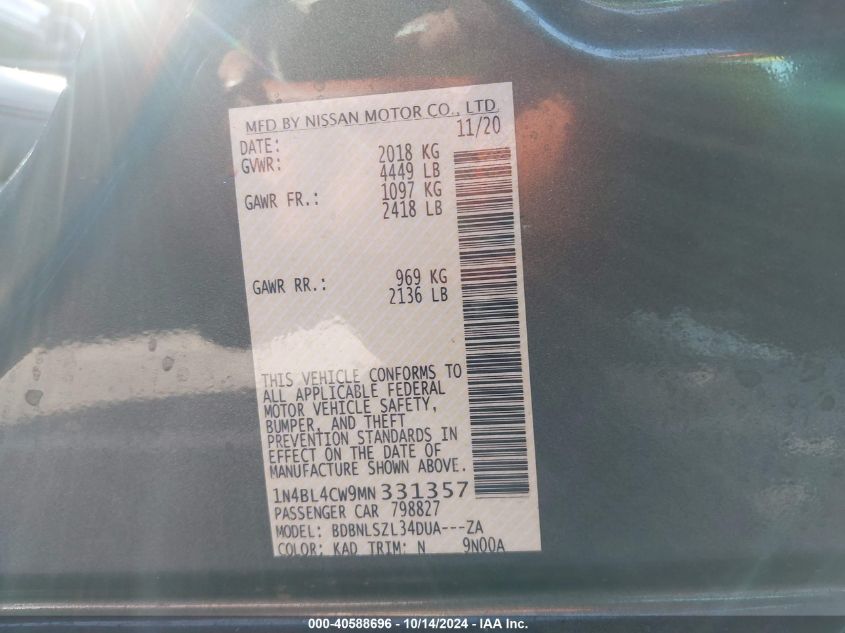 MFD BY NISSAN MOTOR CO., LTD
DATE: 11/20
GVWR: 2018 KG
4449 LB
GAWR FR.: 1097 KG
2418 LB
GAWR RR.: 969 KG
2136 LB
THIS VEHICLE CONFORMS TO
ALL APPLICABLE FEDERAL
MOTOR VEHICLE SAFETY,
BUMPER, AND THEFT
PREVENTION STANDARDS IN
EFFECT ON THE DATE OF
MANUFACTURE SHOWN ABOVE.
1N4BL4CW9MN331357
PASSENGER CAR 798827
MODEL: BDBNLSZL34DUA---ZA
COLOR: KAD TRIM: N 9N00A
000-40588696 - 10/14/2024 - IAA Inc.